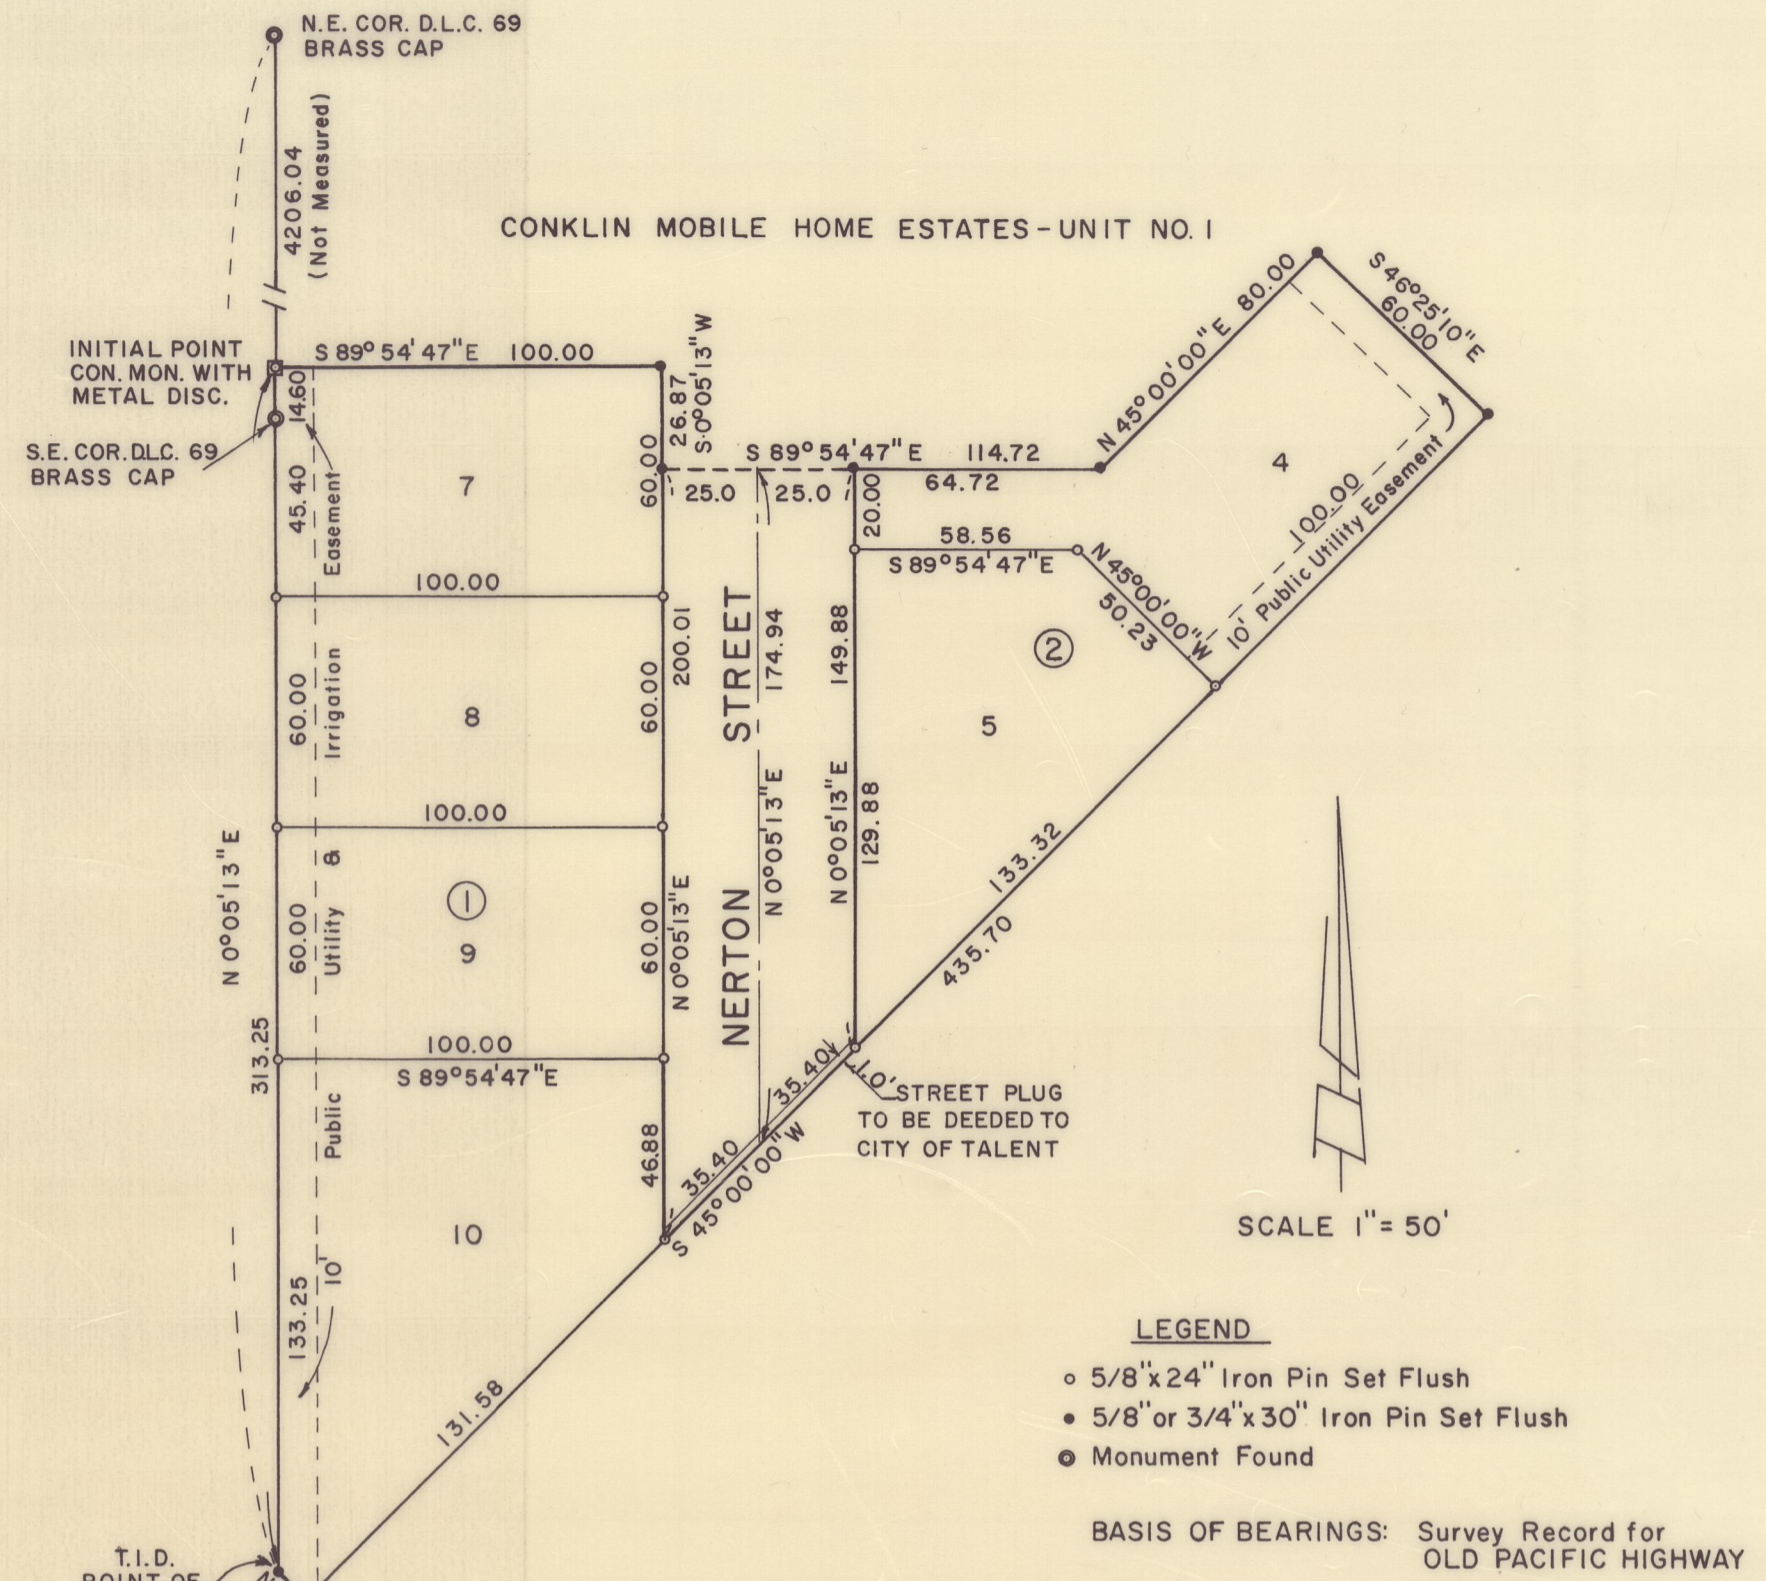 N.E. COR. D.L.C. 69
BRASS CAP
4206.04
(Not Measured)
CONKLIN MOBILE HOME ESTATES-UNIT NO. 1
S 46°25'10"E
60.00
N 45°00'00"E 80.00
INITIAL POINT
CON. MON. WITH
METAL DISC.
S 89°54'47"E 100.00
26.87
S 0°05'13"W
14.60
S.E. COR. D.L.C. 69
BRASS CAP
45.40
7
60.00
S 89°54'47"E 114.72
25.0
25.0
64.72
20.00
4
100.00
10' Public Utility Easement
58.56
S 89°54'47"E
N 45°00'00"W
50.23
100.00
200.01
2
5
8
60.00
60.00
NERTON STREET
174.94
N 0°05'13"E
149.88
N 0°05'13"E
129.88
100.00
1
9
60.00
60.00
N 0°05'13"E
133.32
435.70
N 0°05'13"E
313.25
100.00
S 89°54'47"E
46.88
35.40
35.40
S 45°00'00"W
1.0'
STREET PLUG
TO BE DEEDED TO
CITY OF TALENT
10' Public Utility & Irrigation Easement
10
133.25
131.58
SCALE 1"= 50'
LEGEND
5/8"x24" Iron Pin Set Flush
5/8"or 3/4"x30" Iron Pin Set Flush
Monument Found
BASIS OF BEARINGS: Survey Record for
OLD PACIFIC HIGHWAY
T.I.D.
POINT OF